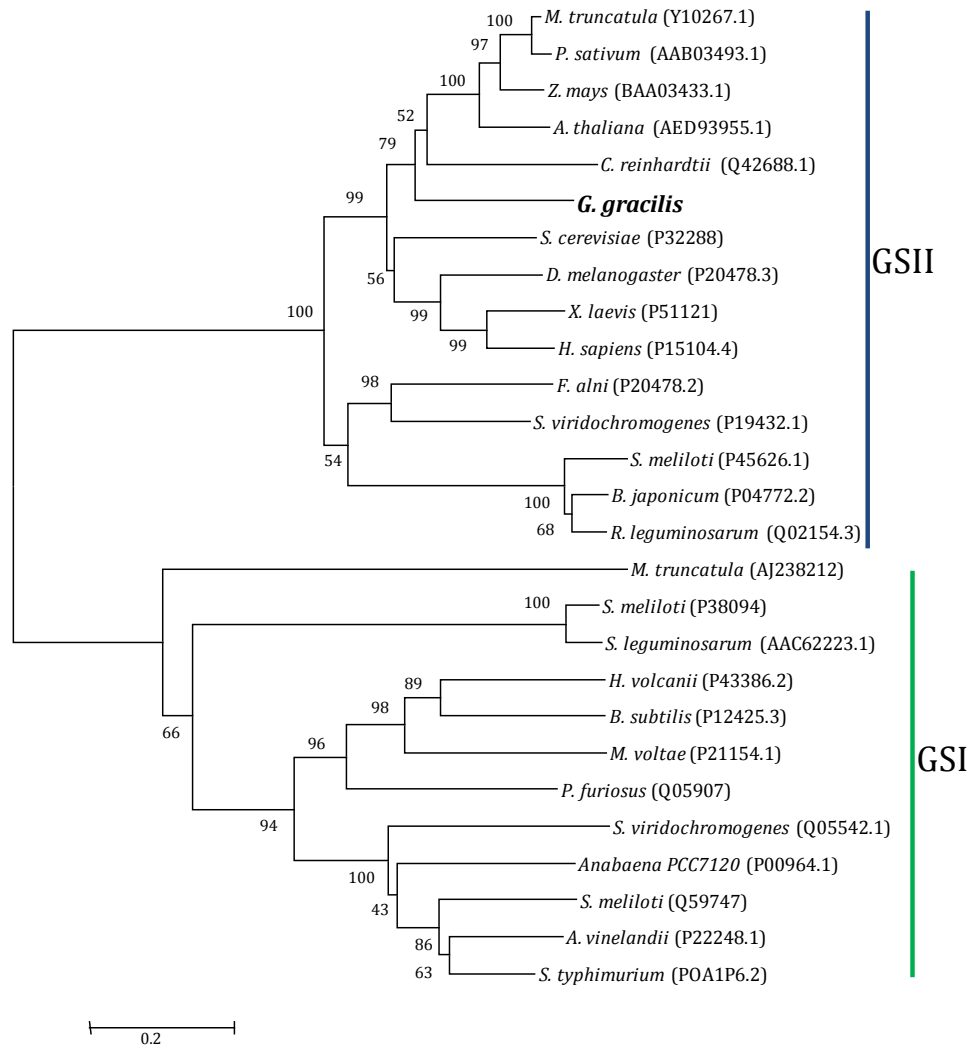 100
M. truncatula (Y10267.1)
97
P. sativum (AAB03493.1)
100
Z. mays (BAA03433.1)
52
A. thaliana (AED93955.1)
79
C. reinhardtii (Q42688.1)
99
G. gracilis
S. cerevisiae (P32288)
GSII
56
D. melanogaster (P20478.3)
100
99
X. laevis (P51121)
99
H. sapiens (P15104.4)
98
F. alni (P20478.2)
S. viridochromogenes (P19432.1)
54
S. meliloti (P45626.1)
100
B. japonicum (P04772.2)
68
R. leguminosarum (Q02154.3)
M. truncatula (AJ238212)
100
S. meliloti (P38094)
S. leguminosarum (AAC62223.1)
89
H. volcanii (P43386.2)
98
B. subtilis (P12425.3)
66
96
M. voltae (P21154.1)
GSI
P. furiosus (Q05907)
94
S. viridochromogenes (Q05542.1)
100
Anabaena PCC7120 (P00964.1)
43
S. meliloti (Q59747)
86
A. vinelandii (P22248.1)
63
S. typhimurium (POA1P6.2)
0.2